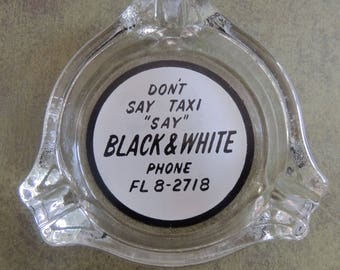 DON'T
SAY TAXI
"SAY"
BLACK & WHITE
PHONE
FL 8-2718